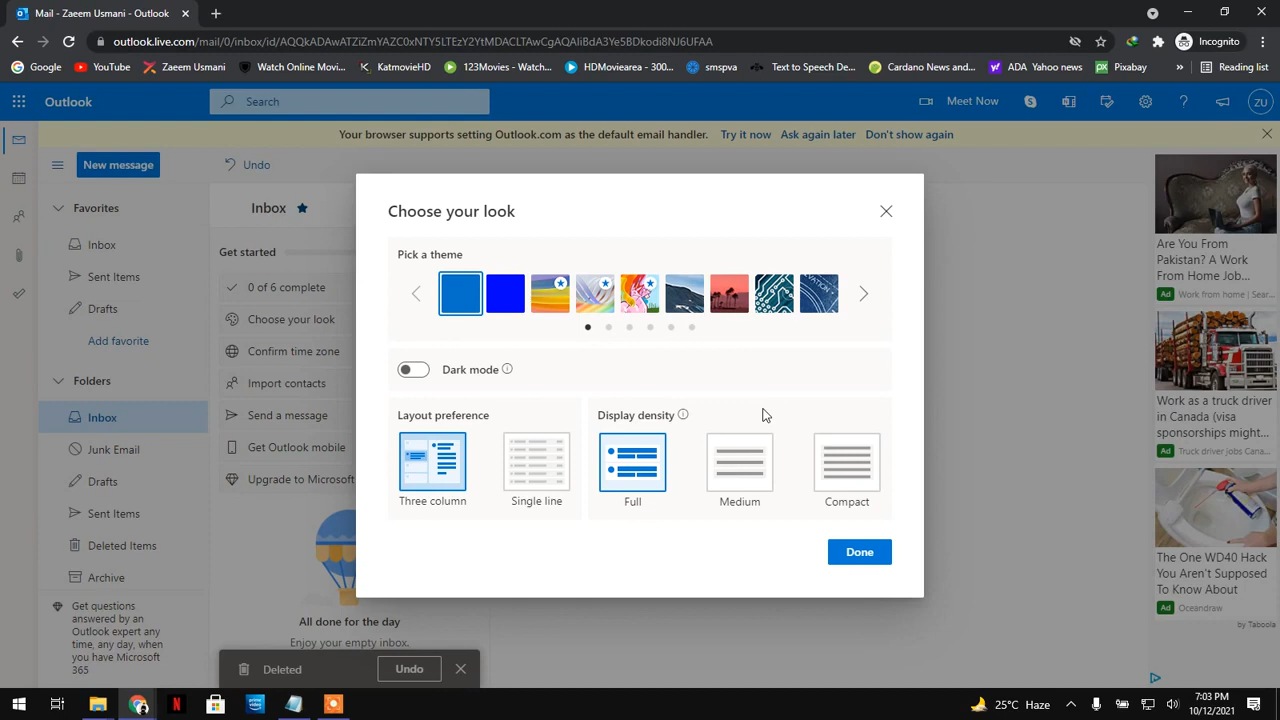 Mail - Zaeem Usmani - Outlook
outlook.live.com/mail/0/inbox/id/AQQkADAwATZiZmYAZC0xNTY5LTEzY2YtMDACLTAwCgAQALiBdA3Ye5BDkodi8NJ6UFAA
Incognito
Google YouTube Zaeem Usmani Watch Online Movi... KatmovieHD 123Movies - Watch... HDMoviearea - 300... smspva Text to Speech De... Cardano News and... ADA Yahoo news Pixabay » Reading list
Outlook
Search
Meet Now
ZU
Your browser supports setting Outlook.com as the default email handler. Try it now Ask again later Don't show again
New message
Undo
Favorites
Inbox
Sent Items
Drafts
Add favorite
Folders
Inbox
Junk Email
Drafts
Sent Items
Deleted Items
Archive
Get questions
answered by an
Outlook expert any
time, any day, when
you have Microsoft
365
Inbox
Get started
0 of 6 complete
Choose your look
Confirm time zone
Import contacts
Send a message
Get Outlook mobile
Upgrade to Microsoft
All done for the day
Enjoy your empty inbox.
Deleted
Undo
Choose your look
Pick a theme
Dark mode
Layout preference
Three column
Single line
Display density
Full
Medium
Compact
Done
Are You From
Pakistan? A Work
From Home Job...
Ad Work from home | Sear...
Work as a truck driver
in Canada (visa
sponsorships might...
Ad Truck driver jobs Cana...
The One WD40 Hack
You Aren't Supposed
To Know About
Ad Oceandraw
by Taboola
25°C Haze
7:03 PM
10/12/2021